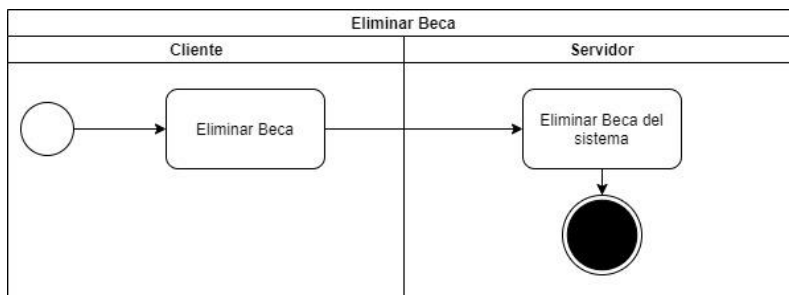 Eliminar Beca
Cliente
Servidor
Eliminar Beca
Eliminar Beca del
sistema